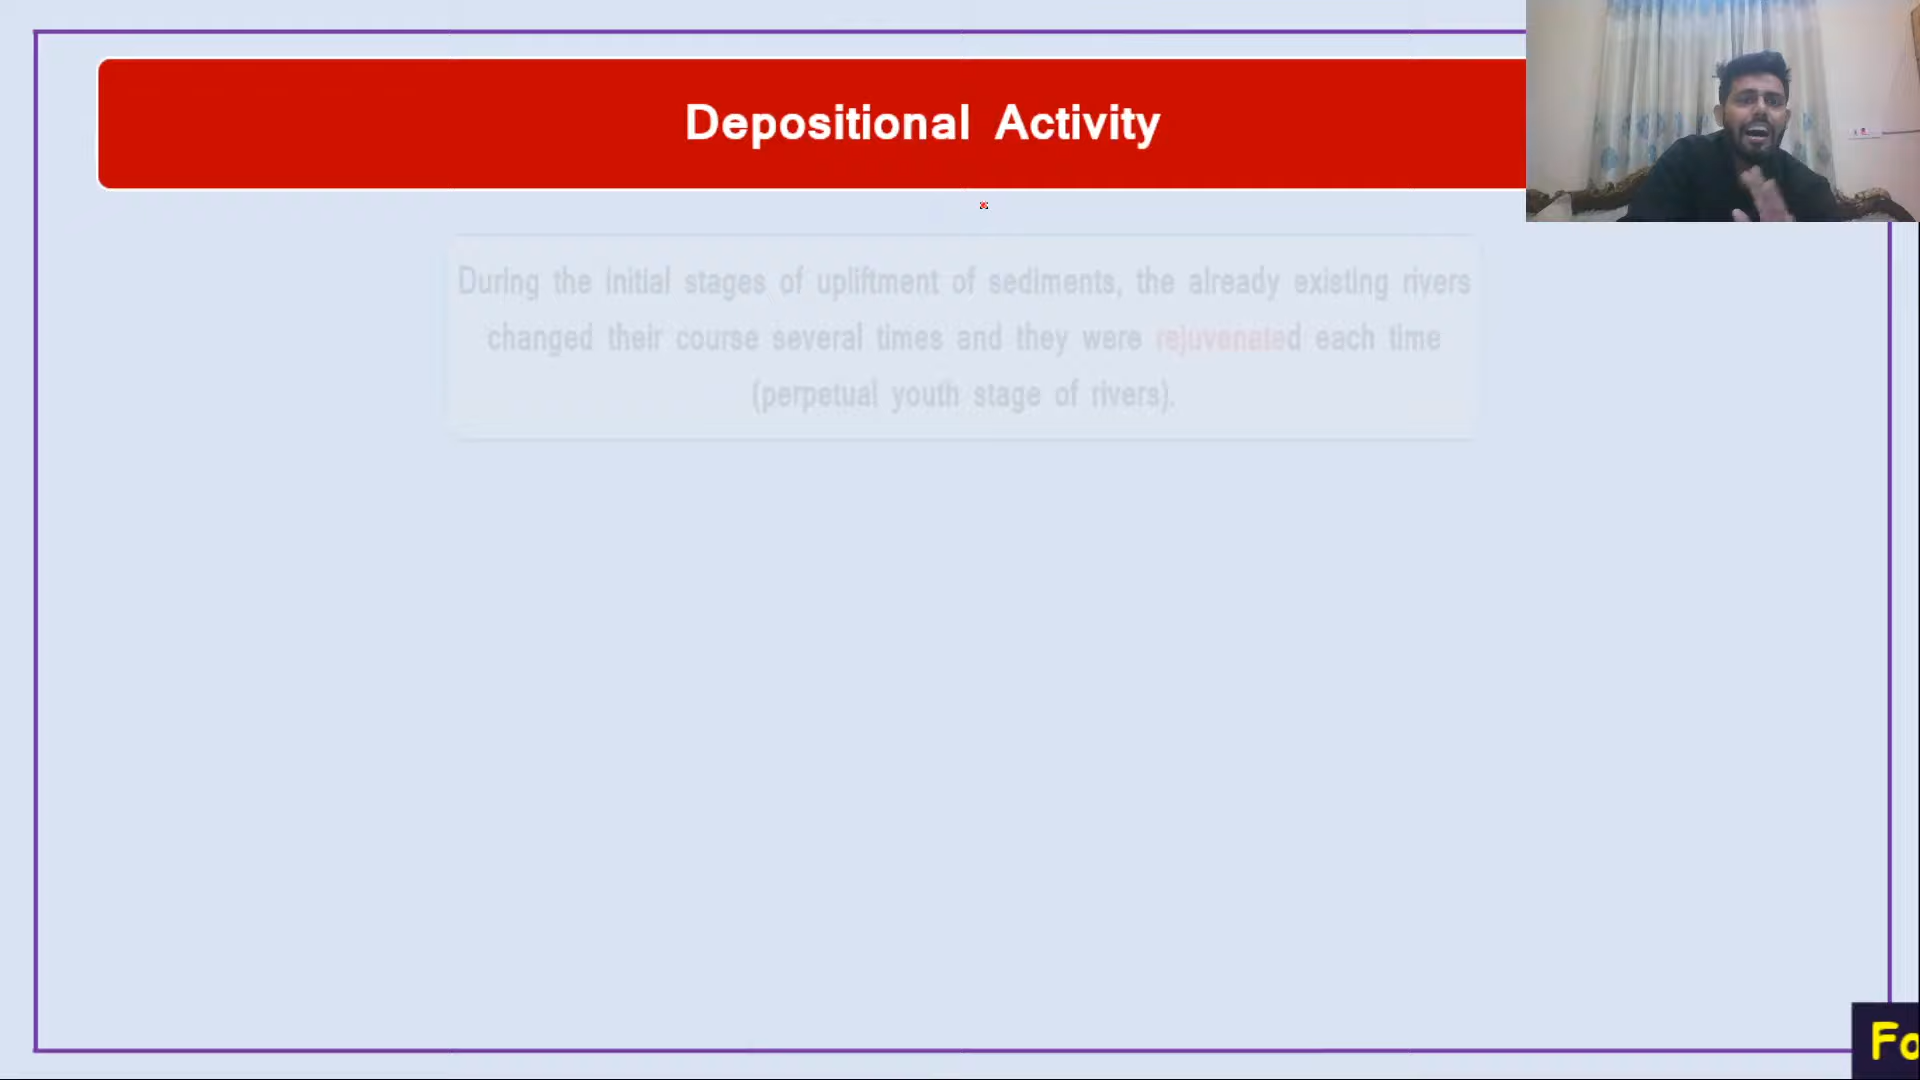 Depositional Activity
During the initial stages of upliftment of sediments, the already existing rivers
changed their course several times and they were rejuvenated each time
(perpetual youth stage of rivers).
Fo